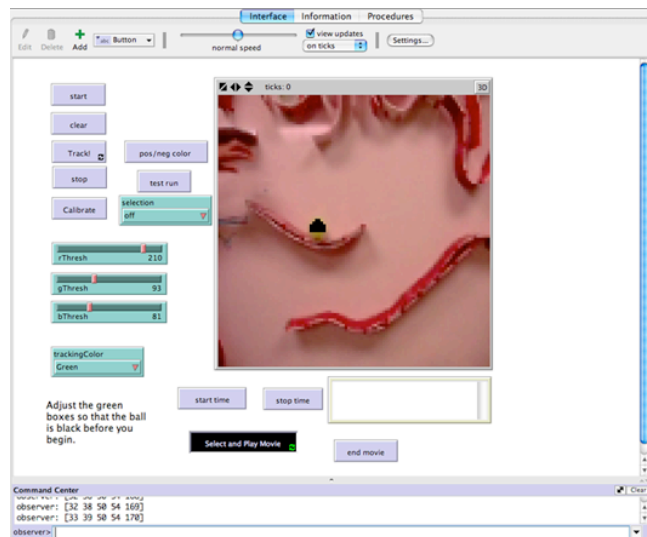 Interface Information Procedures
Edit Delete Add Button normal speed view updates on ticks Settings...
ticks: 0 3D
start
clear
Track! pos/neg color
stop test run
Calibrate selection
off
rThresh 210
gThresh 93
bThresh 81
trackingColor
Green
start time stop time
Adjust the green
boxes so that the ball
is black before you
begin.
Select and Play Movie end movie
Command Center Clear
observer: [32 38 50 54 169]
observer: [33 39 50 54 170]
observer>